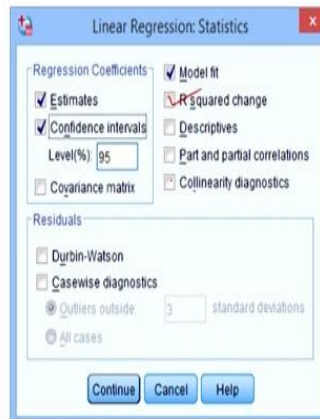 Linear Regression: Statistics
x
Regression Coefficients
Estimates
Confidence intervals
Level(%): 95
Covariance matrix
Model fit
R squared change
Descriptives
Part and partial correlations
Collinearity diagnostics
Residuals
Durbin-Watson
Casewise diagnostics
Outliers outside: 3 standard deviations
All cases
Continue Cancel Help